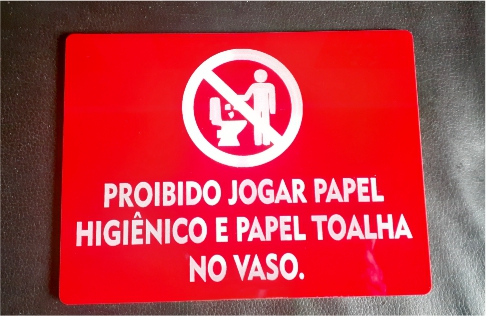 PROIBIDO JOGAR PAPEL
HIGIÊNICO E PAPEL TOALHA
NO VASO.